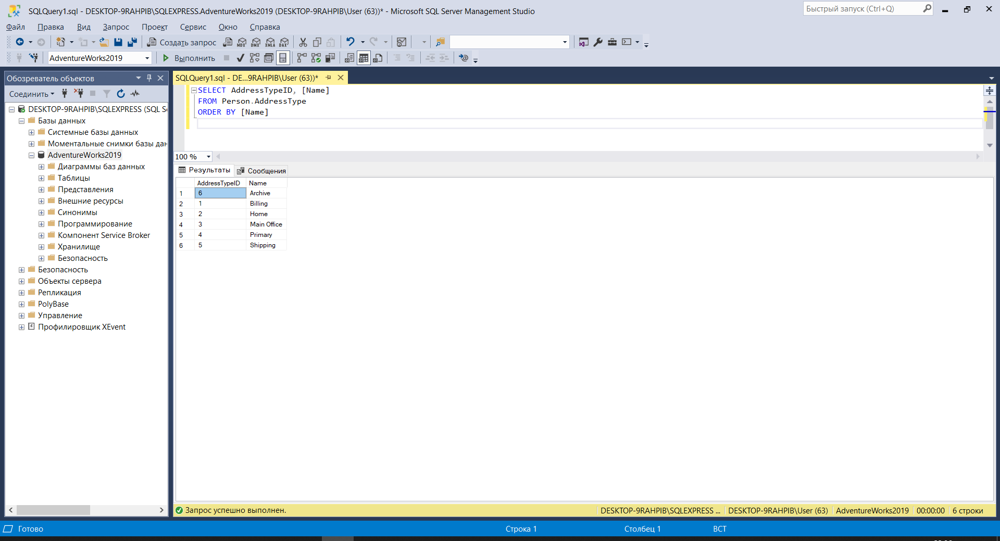 SQLQuery1.sql - DESKTOP-9RAHPIB\SQLEXPRESS.AdventureWorks2019 (DESKTOP-9RAHPIB\User (63))* - Microsoft SQL Server Management Studio
Быстрый запуск (Ctrl+Q)
Файл Правка Вид Запрос Проект Сервис Окно Справка
Создать запрос MDX DMX XMLA DAX
AdventureWorks2019 Выполнить
Обозреватель объектов
Соединить
DESKTOP-9RAHPIB\SQLEXPRESS (SQL S
Базы данных
Системные базы данных
Моментальные снимки базы дан
AdventureWorks2019
Диаграммы баз данных
Таблицы
Представления
Внешние ресурсы
Синонимы
Программирование
Компонент Service Broker
Хранилище
Безопасность
Безопасность
Объекты сервера
Репликация
PolyBase
Управление
Профилировщик XEvent
SQLQuery1.sql - DE...9RAHPIB\User (63))*
SELECT AddressTypeID, [Name]
FROM Person.AddressType
ORDER BY [Name]
100 %
Результаты Сообщения
AddressTypeID Name
1 6 Archive
2 1 Billing
3 2 Home
4 3 Main Office
5 4 Primary
6 5 Shipping
Запрос успешно выполнен. DESKTOP-9RAHPIB\SQLEXPRESS ... DESKTOP-9RAHPIB\User (63) AdventureWorks2019 00:00:00 6 строки
Готово Строка 1 Столбец 1 ВСТ